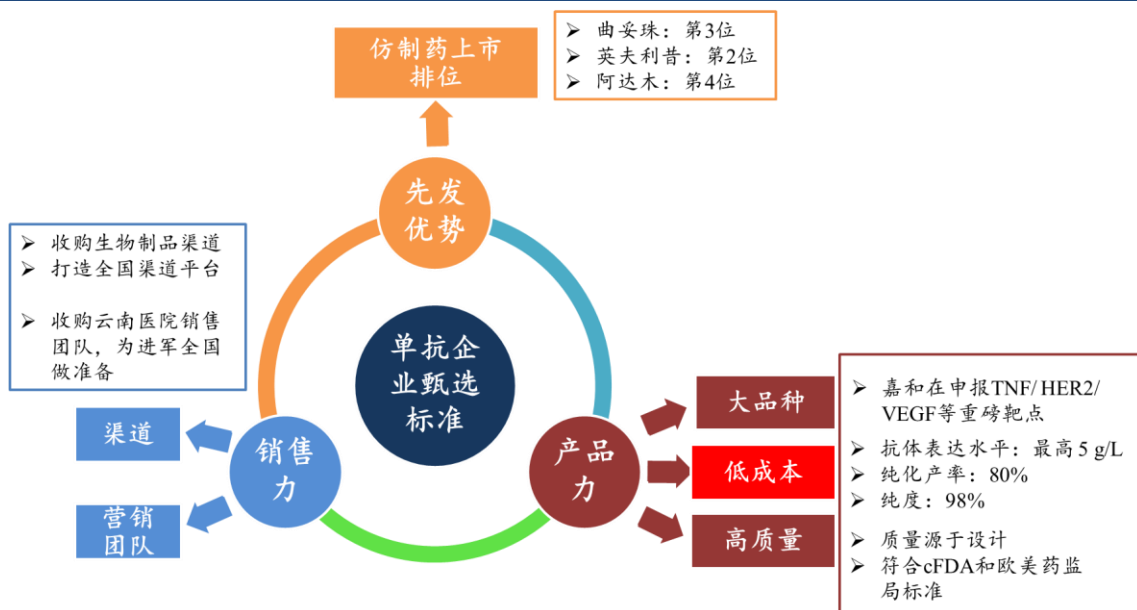 仿制药上市
排位
➢ 曲妥珠：第3位
➢ 英夫利昔：第2位
➢ 阿达木：第4位
先发
优势
➢ 收购生物制品渠道
➢ 打造全国渠道平台
➢ 收购云南医院销售
团队，为进军全国
做准备
单抗企
业甄选
标准
渠道
营销
团队
销售
力
产品
力
大品种
低成本
高质量
➢ 嘉和在申报TNF/ HER2/
VEGF等重磅靶点
➢ 抗体表达水平：最高5 g/L
➢ 纯化产率：80%
➢ 纯度：98%
➢ 质量源于设计
➢ 符合cFDA和欧美药监
局标准